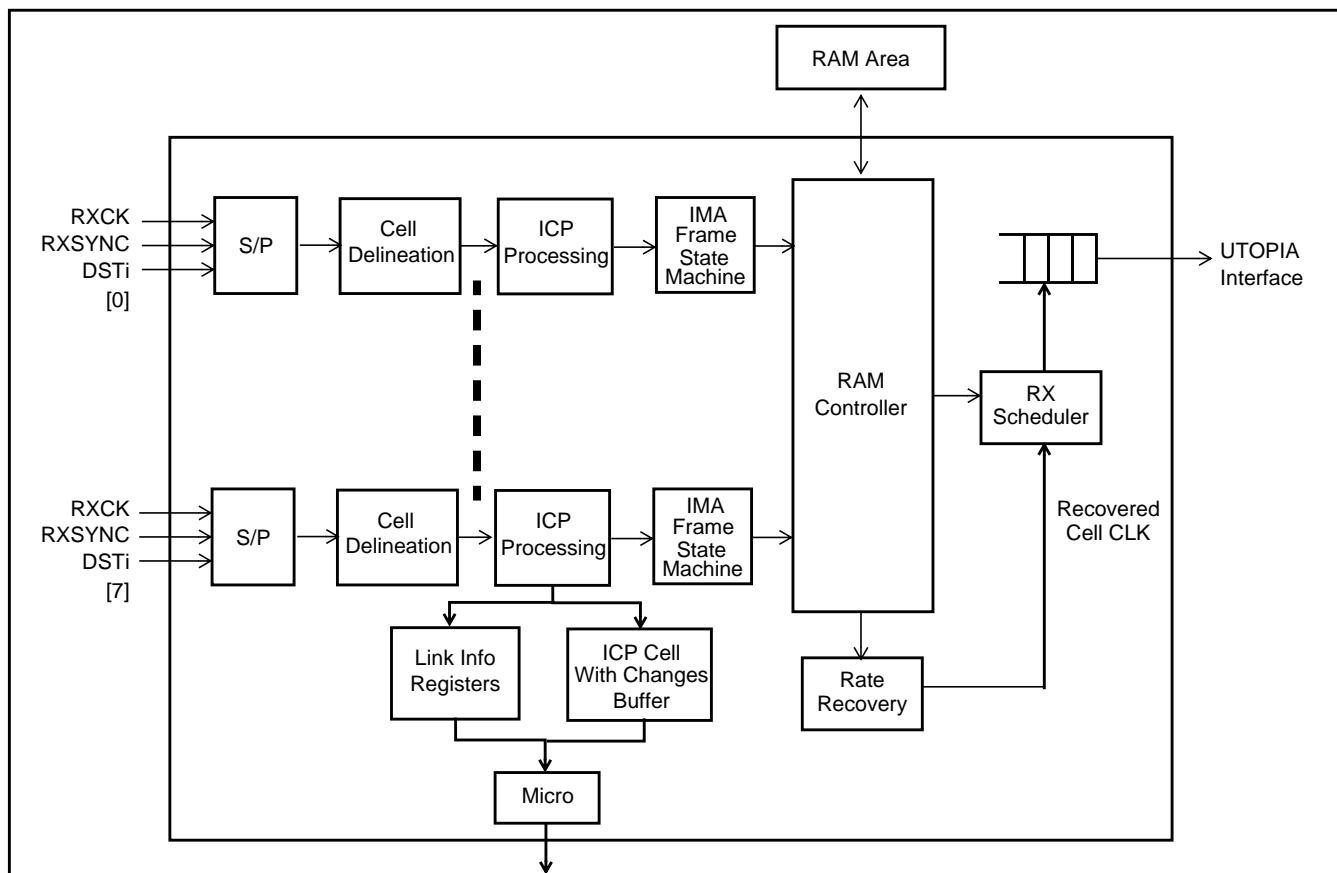 RAM Area
RXCK
RXSYNC
DSTi
[0]
S/P
Cell
Delineation
ICP
Processing
IMA
Frame
State
Machine
RAM
Controller
UTOPIA
Interface
RX
Scheduler
Recovered
Cell CLK
RXCK
RXSYNC
DSTi
[7]
S/P
Cell
Delineation
ICP
Processing
IMA
Frame
State
Machine
Link Info
Registers
ICP Cell
With Changes
Buffer
Rate
Recovery
Micro